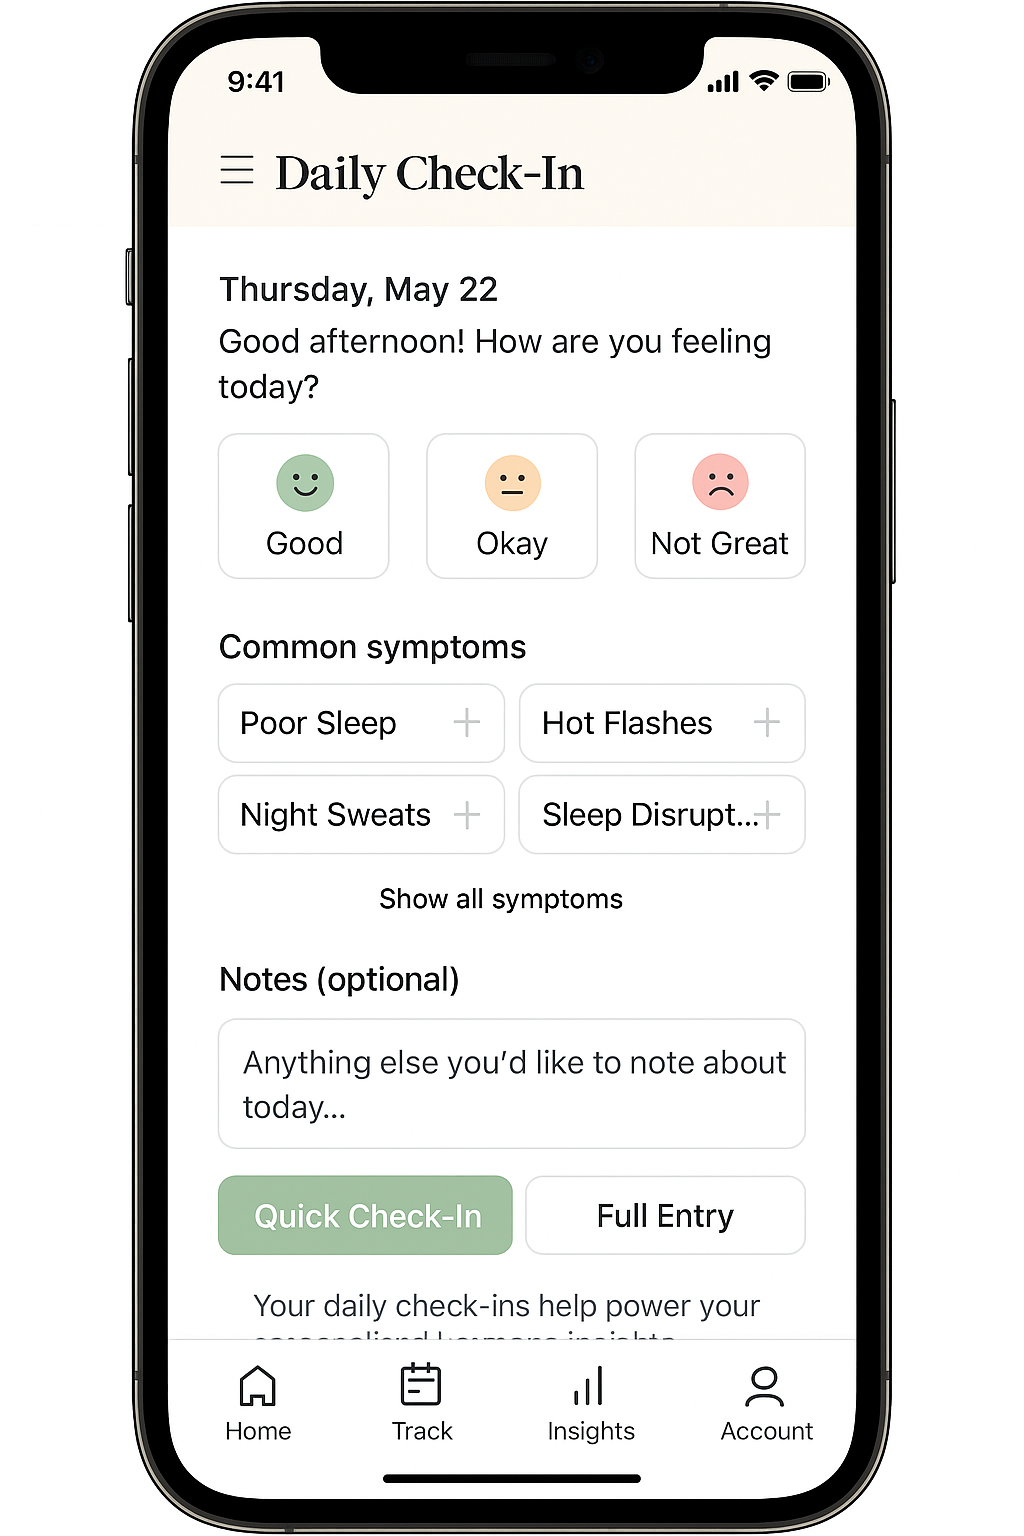 9:41
Daily Check-In
Thursday, May 22
Good afternoon! How are you feeling
today?
Good
Okay
Not Great
Common symptoms
Poor Sleep
Hot Flashes
Night Sweats
Sleep Disrupt...
Show all symptoms
Notes (optional)
Anything else you'd like to note about
today...
Quick Check-In
Full Entry
Your daily check-ins help power your
Home
Track
Insights
Account